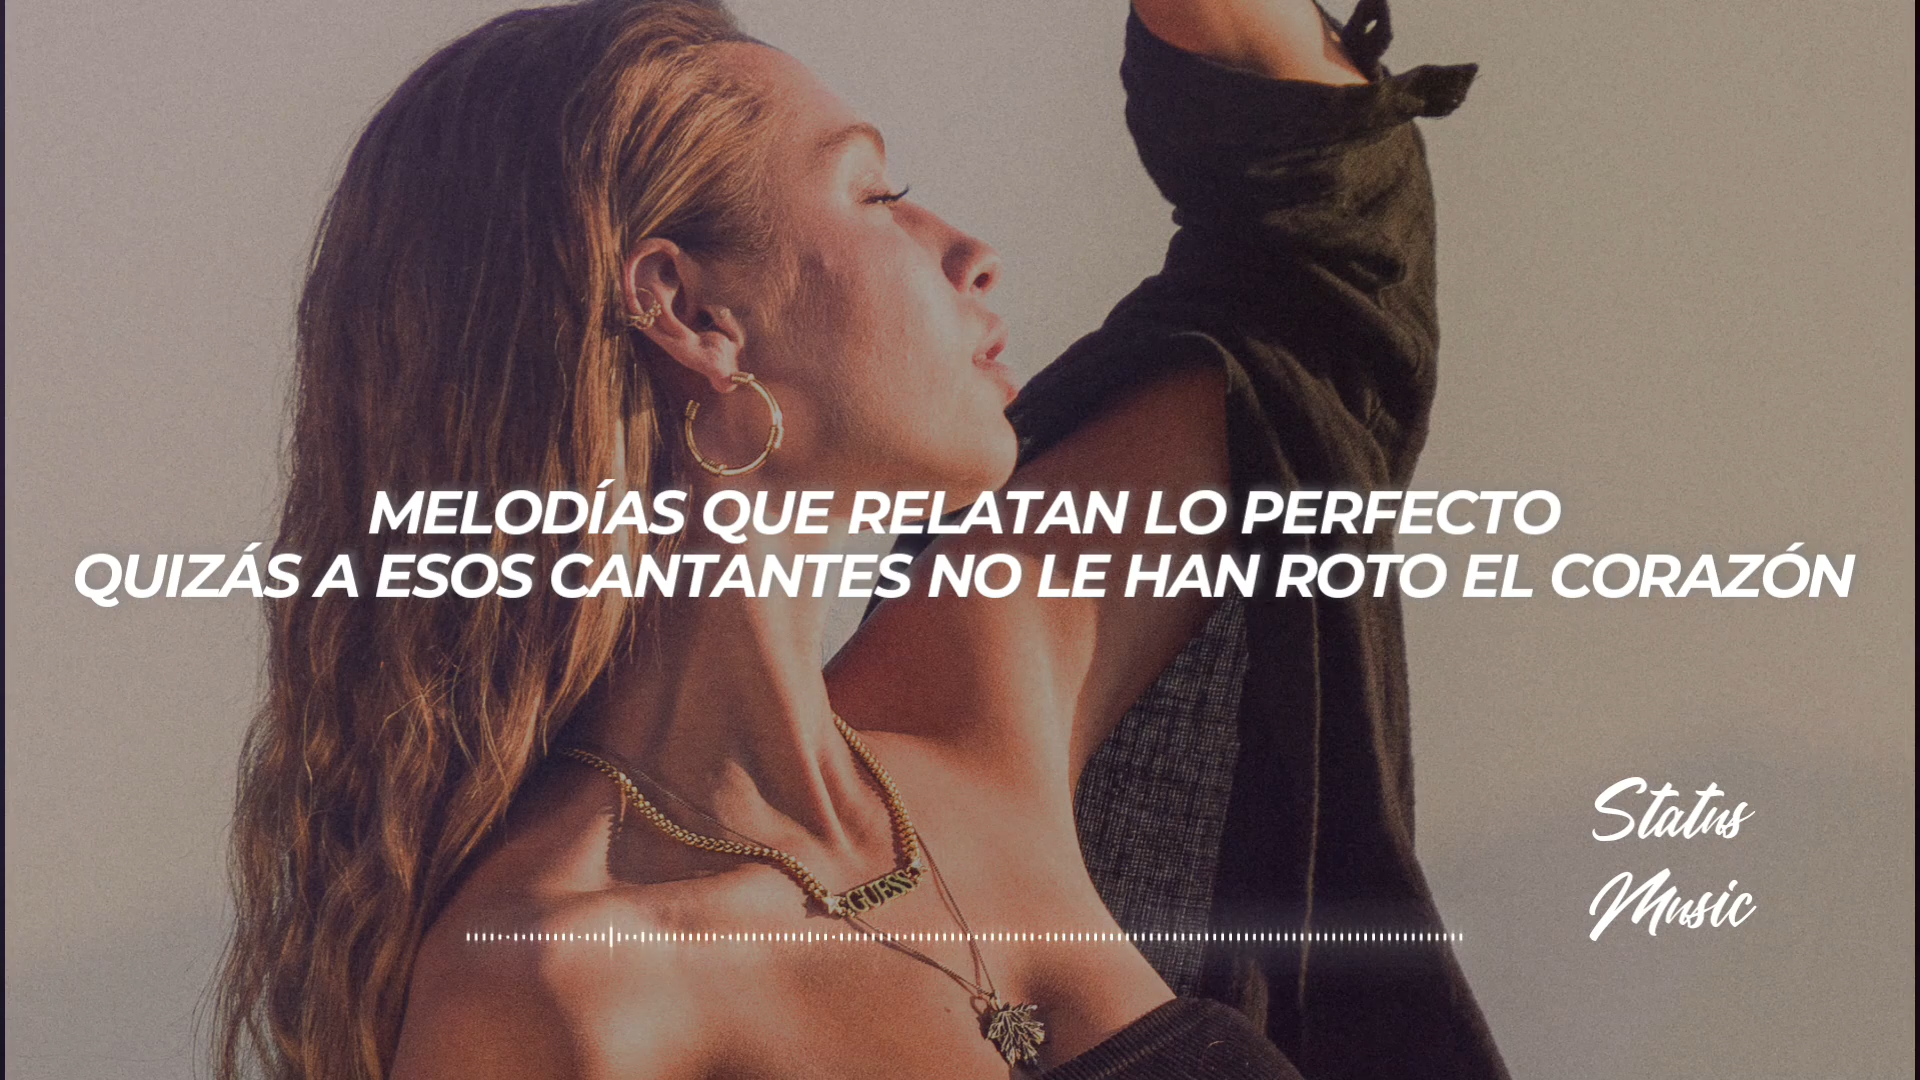 MELODÍAS QUE RELATAN LO PERFECTO
QUIZÁS A ESOS CANTANTES NO LE HAN ROTO EL CORAZÓN
Status
Music
GUESS